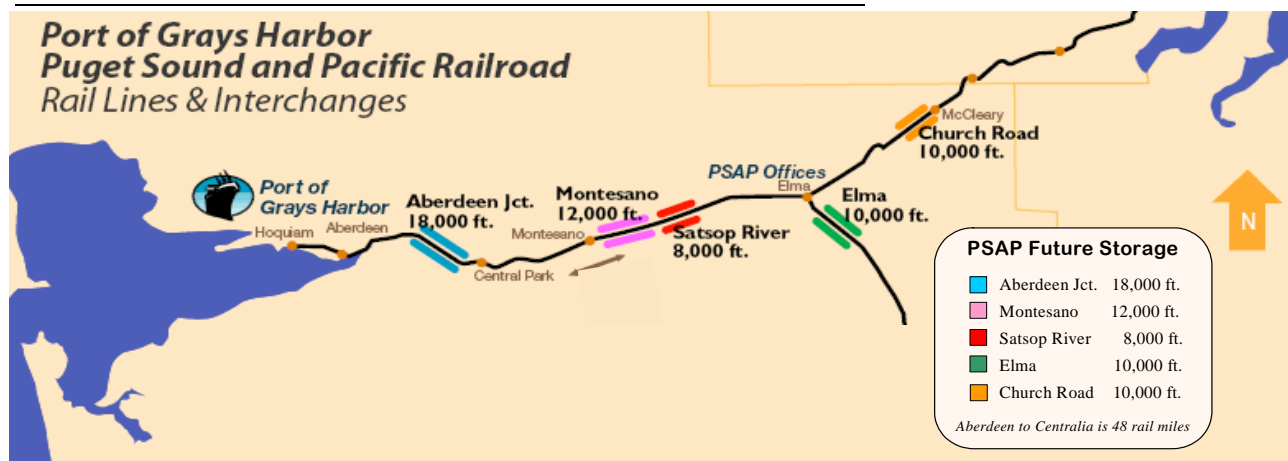 Port of Grays Harbor
Puget Sound and Pacific Railroad
Rail Lines & Interchanges
McCleary
Church Road
10,000 ft.
PSAP Offices
Elma
Elma
10,000 ft.
Port of
Grays Harbor
Hoquiam
Aberdeen
Aberdeen Jct.
18,000 ft.
Central Park
Montesano
12,000 ft.
Montesano
Satsop River
8,000 ft.
N
PSAP Future Storage
Aberdeen Jct. 18,000 ft.
Montesano 12,000 ft.
Satsop River 8,000 ft.
Elma 10,000 ft.
Church Road 10,000 ft.
Aberdeen to Centralia is 48 rail miles